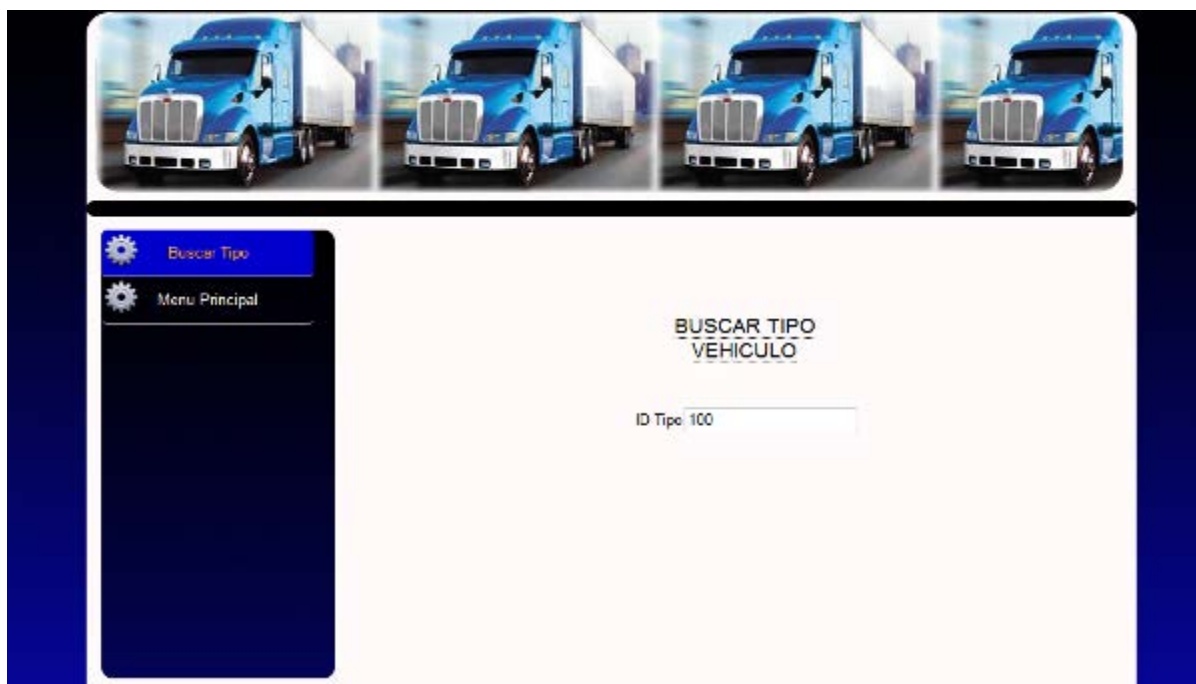 Buscar Tipo
Menu Principal
BUSCAR TIPO
VEHICULO
ID Tipo 100